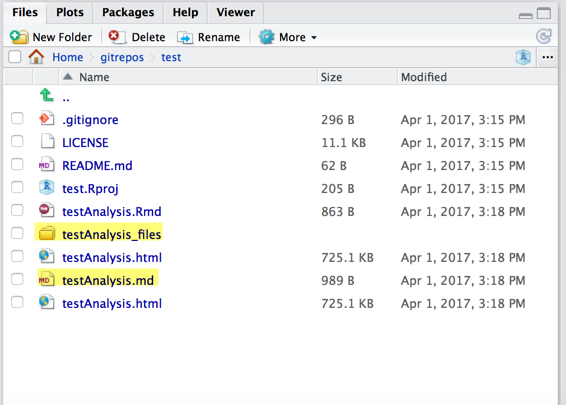 Files Plots Packages Help Viewer
New Folder Delete Rename More
Home gitrepos test ...
Name Size Modified
..
.gitignore 296 B Apr 1, 2017, 3:15 PM
LICENSE 11.1 KB Apr 1, 2017, 3:15 PM
MD README.md 62 B Apr 1, 2017, 3:15 PM
R test.Rproj 205 B Apr 1, 2017, 3:15 PM
testAnalysis.Rmd 863 B Apr 1, 2017, 3:18 PM
testAnalysis_files
testAnalysis.html 725.1 KB Apr 1, 2017, 3:18 PM
MD testAnalysis.md 989 B Apr 1, 2017, 3:18 PM
testAnalysis.html 725.1 KB Apr 1, 2017, 3:18 PM